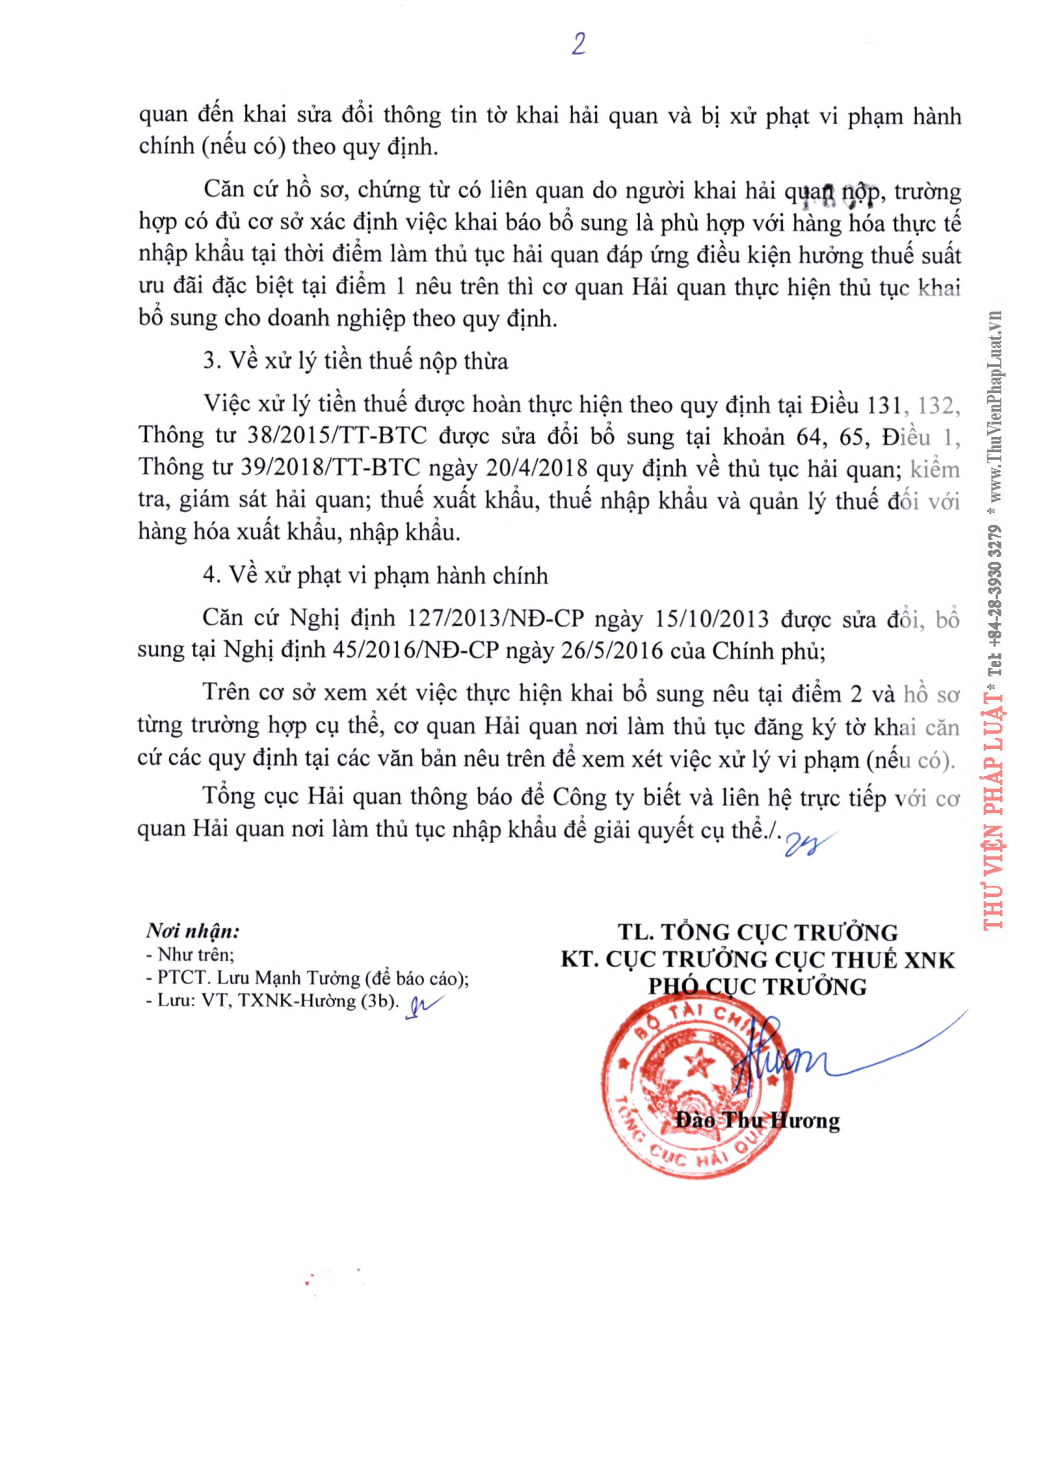 2
quan đến khai sửa đổi thông tin tờ khai hải quan và bị xử phạt vi phạm hành
chính (nếu có) theo quy định.
Căn cứ hồ sơ, chứng từ có liên quan do người khai hải quan nộp, trường
hợp có đủ cơ sở xác định việc khai báo bổ sung là phù hợp với hàng hóa thực tế
nhập khẩu tại thời điểm làm thủ tục hải quan đáp ứng điều kiện hưởng thuế suất
ưu đãi đặc biệt tại điểm 1 nêu trên thì cơ quan Hải quan thực hiện thủ tục khai
bổ sung cho doanh nghiệp theo quy định.
3. Về xử lý tiền thuế nộp thừa
Việc xử lý tiền thuế được hoàn thực hiện theo quy định tại Điều 131, 132,
Thông tư 38/2015/TT-BTC được sửa đổi bổ sung tại khoản 64, 65, Điều 1,
Thông tư 39/2018/TT-BTC ngày 20/4/2018 quy định về thủ tục hải quan; kiểm
tra, giám sát hải quan; thuế xuất khẩu, thuế nhập khẩu và quản lý thuế đối với
hàng hóa xuất khẩu, nhập khẩu.
4. Về xử phạt vi phạm hành chính
Căn cứ Nghị định 127/2013/NĐ-CP ngày 15/10/2013 được sửa đổi, bổ
sung tại Nghị định 45/2016/NĐ-CP ngày 26/5/2016 của Chính phủ;
Trên cơ sở xem xét việc thực hiện khai bổ sung nêu tại điểm 2 và hồ sơ
từng trường hợp cụ thể, cơ quan Hải quan nơi làm thủ tục đăng ký tờ khai căn
cứ các quy định tại các văn bản nêu trên để xem xét việc xử lý vi phạm (nếu có).
Tổng cục Hải quan thông báo để Công ty biết và liên hệ trực tiếp với cơ
quan Hải quan nơi làm thủ tục nhập khẩu để giải quyết cụ thể./.
Nơi nhận:
- Như trên;
- PTCT. Lưu Mạnh Tưởng (để báo cáo);
- Lưu: VT, TXNK-Hường (3b).
TL. TỔNG CỤC TRƯỞNG
KT. CỤC TRƯỞNG CỤC THUẾ XNK
PHÓ CỤC TRƯỞNG
BỘ TÀI CHÍNH
TỔNG CỤC HẢI QUAN
Đào Thu Hương
THƯ VIỆN PHÁP LUẬT * Tel: +84-28-3930 3279 * www.ThuVienPhapLuat.vn